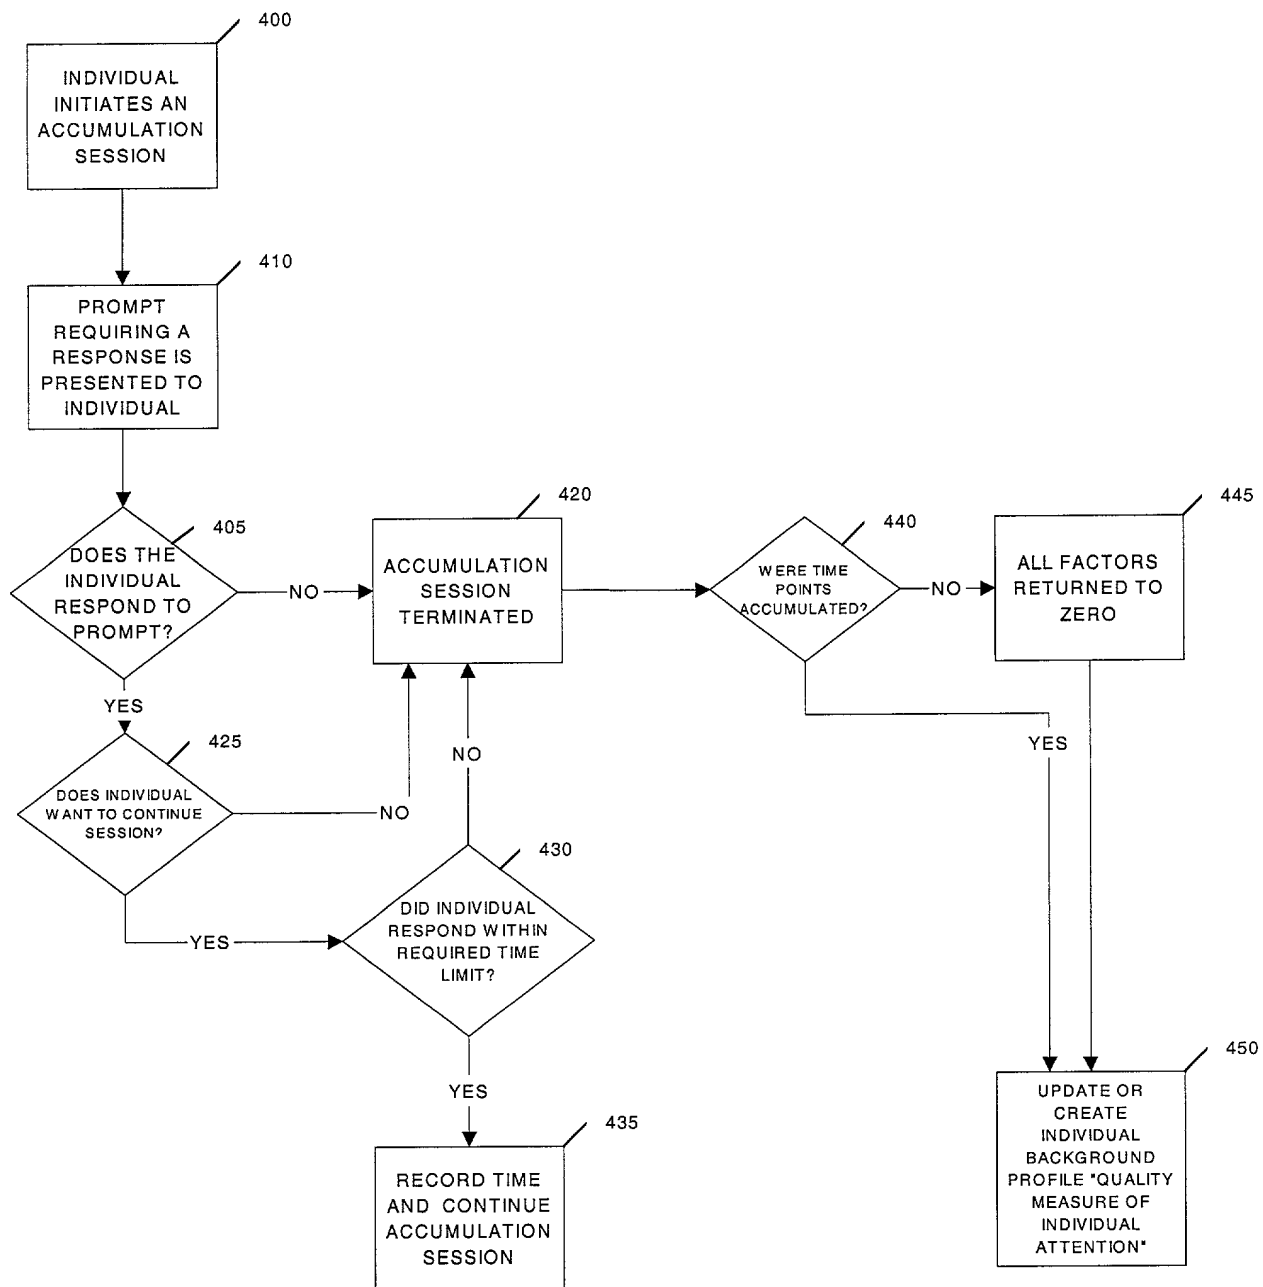 400
INDIVIDUAL
INITIATES AN
ACCUMULATION
SESSION
410
PROMPT
REQUIRING A
RESPONSE IS
PRESENTED TO
INDIVIDUAL
405
DOES THE
INDIVIDUAL
RESPOND TO
PROMPT?
NO
420
ACCUMULATION
SESSION
TERMINATED
440
WERE TIME
POINTS
ACCUMULATED?
NO
445
ALL FACTORS
RETURNED TO
ZERO
YES
YES
425
DOES INDIVIDUAL
WANT TO CONTINUE
SESSION?
NO
NO
YES
430
DID INDIVIDUAL
RESPOND WITHIN
REQUIRED TIME
LIMIT?
YES
435
RECORD TIME
AND CONTINUE
ACCUMULATION
SESSION
450
UPDATE OR
CREATE
INDIVIDUAL
BACKGROUND
PROFILE "QUALITY
MEASURE OF
INDIVIDUAL
ATTENTION"